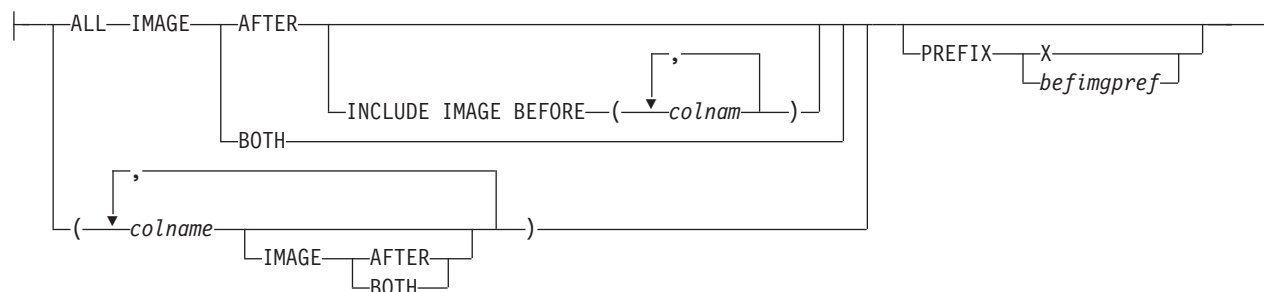 ALL IMAGE AFTER
,
PREFIX X
INCLUDE IMAGE BEFORE ( colnam )
befimgpref
BOTH
,
( colname )
IMAGE AFTER
BOTH